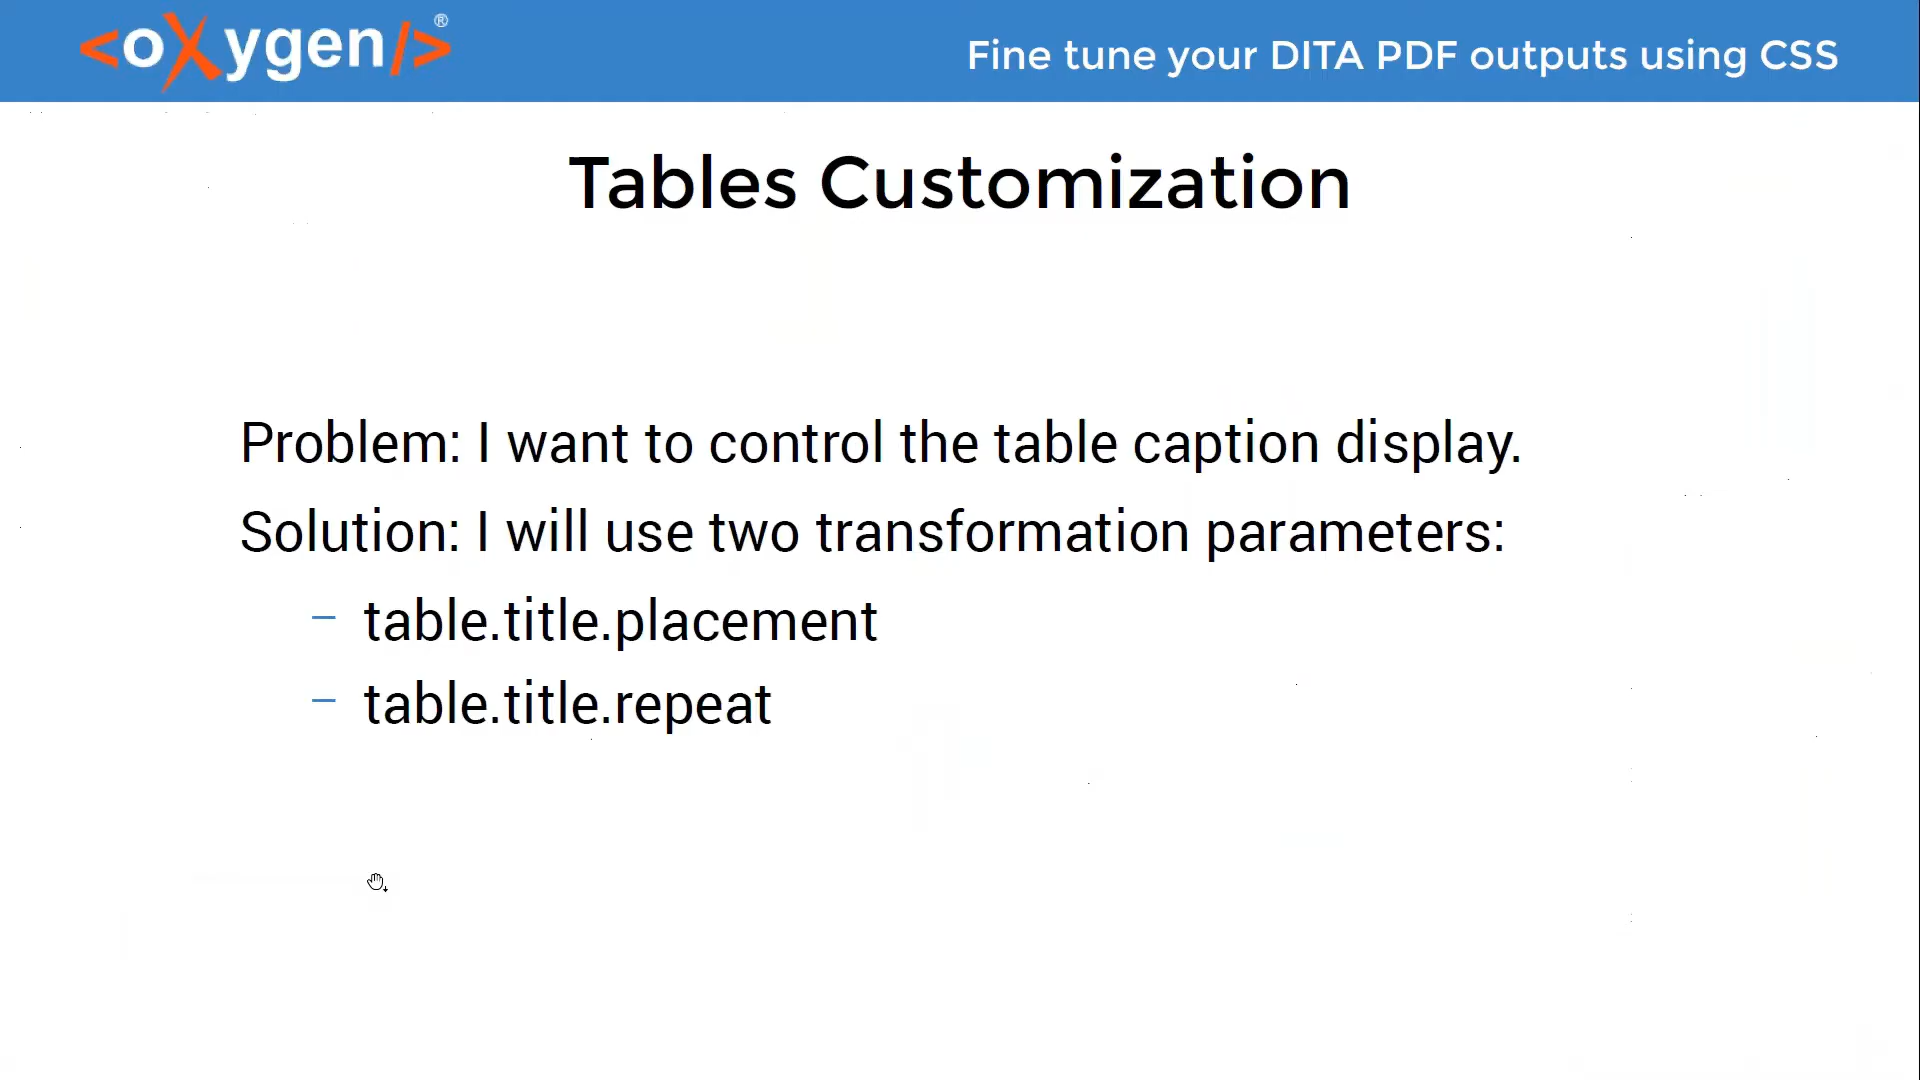 <oXygen/>®
Fine tune your DITA PDF outputs using CSS
Tables Customization
Problem: I want to control the table caption display.
Solution: I will use two transformation parameters:
– table.title.placement
– table.title.repeat